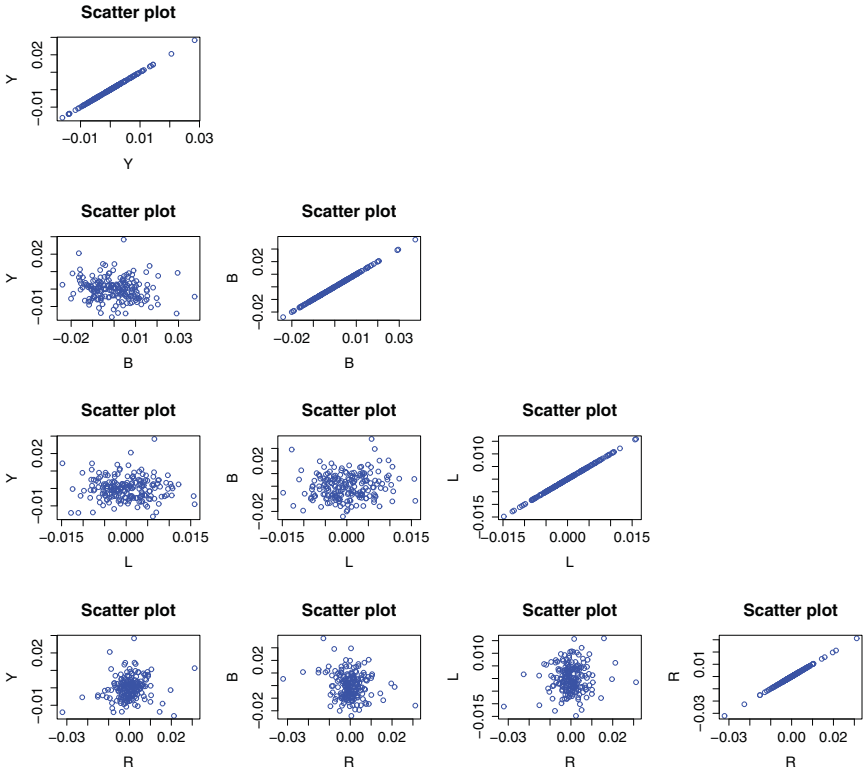 Scatter plot
Y
0.02
−0.01
−0.01 0.01 0.03
Y
Scatter plot Scatter plot
Y
0.02
−0.01
−0.02 0.01 0.03
B
B
0.02
−0.02
−0.02 0.01 0.03
B
Scatter plot Scatter plot Scatter plot
Y
0.02
−0.01
−0.015 0.000 0.015
L
B
0.02
−0.02
−0.015 0.000 0.015
L
L
0.010
−0.015
−0.015 0.000 0.015
L
Scatter plot Scatter plot Scatter plot Scatter plot
Y
0.02
−0.01
−0.03 0.00 0.02
R
B
0.02
−0.02
−0.03 0.00 0.02
R
L
0.010
−0.015
−0.03 0.00 0.02
R
R
0.01
−0.03
−0.03 0.00 0.02
R